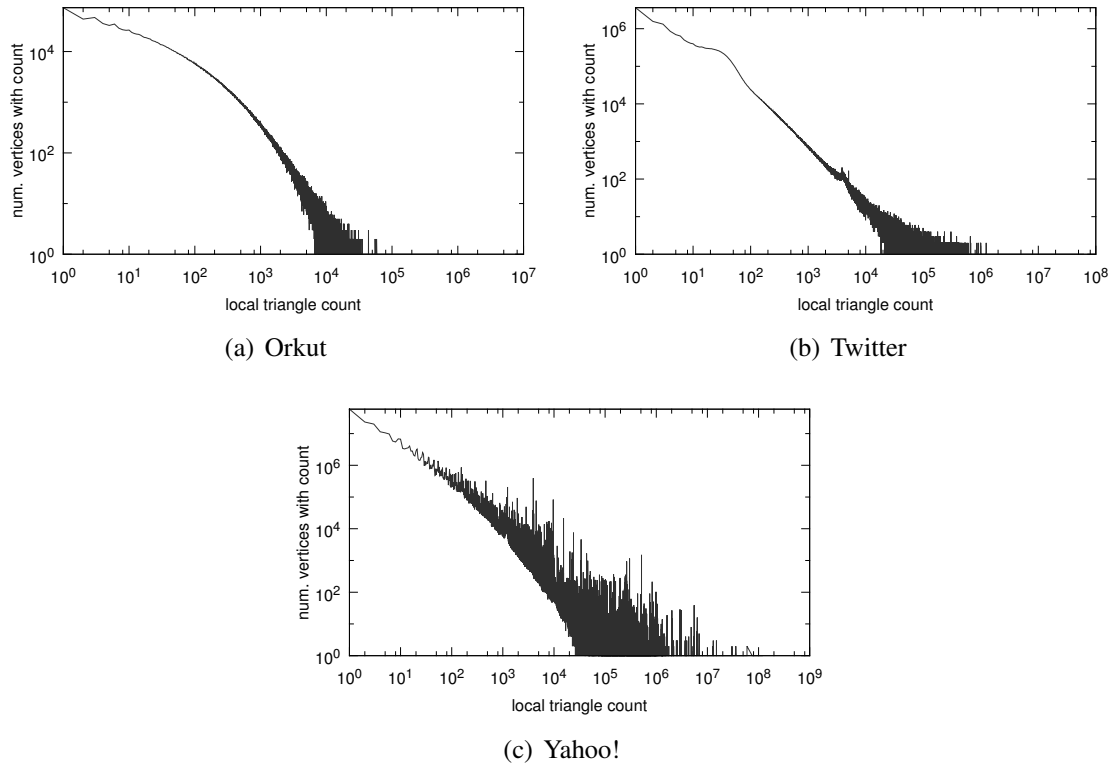 num. vertices with count
10^4
10^2
10^0
10^0 10^1 10^2 10^3 10^4 10^5 10^6 10^7
local triangle count
(a) Orkut
num. vertices with count
10^6
10^4
10^2
10^0
10^0 10^1 10^2 10^3 10^4 10^5 10^6 10^7 10^8
local triangle count
(b) Twitter
num. vertices with count
10^6
10^4
10^2
10^0
10^0 10^1 10^2 10^3 10^4 10^5 10^6 10^7 10^8 10^9
local triangle count
(c) Yahoo!